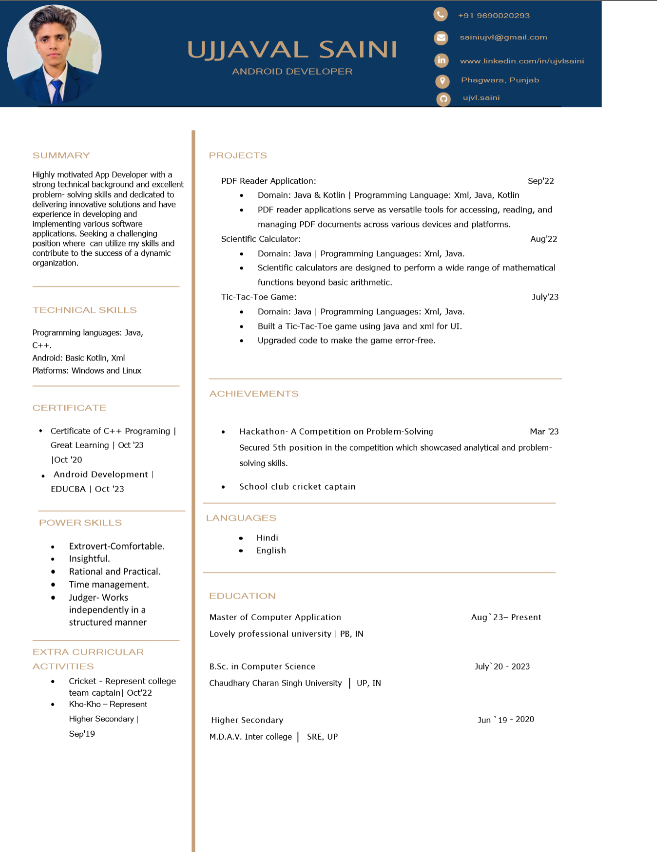 UJJAVAL SAINI
ANDROID DEVELOPER
+91 9690020293
sainiujvl@gmail.com
www.linkedin.com/in/ujvlsaini
Phagwara, Punjab
ujvl.saini
SUMMARY
Highly motivated App Developer with a
strong technical background and excellent
problem- solving skills and dedicated to
delivering innovative solutions and have
experience in developing and
implementing various software
applications. Seeking a challenging
position where  can utilize my skills and
contribute to the success of a dynamic
organization.
TECHNICAL SKILLS
Programming languages: Java,
C++.
Android: Basic Kotlin, Xml
Platforms: Windows and Linux
CERTIFICATE
• Certificate of C++ Programing |
Great Learning | Oct '23
|Oct '20
• Android Development |
EDUCBA | Oct '23
POWER SKILLS
• Extrovert-Comfortable.
• Insightful.
• Rational and Practical.
• Time management.
• Judger- Works
independently in a
structured manner
EXTRA CURRICULAR
ACTIVITIES
• Cricket - Represent college
team captain| Oct'22
• Kho-Kho – Represent
Higher Secondary |
Sep'19
PROJECTS
PDF Reader Application: Sep'22
• Domain: Java & Kotlin | Programming Language: Xml, Java, Kotlin
• PDF reader applications serve as versatile tools for accessing, reading, and
managing PDF documents across various devices and platforms.
Scientific Calculator: Aug'22
• Domain: Java | Programming Languages: Xml, Java.
• Scientific calculators are designed to perform a wide range of mathematical
functions beyond basic arithmetic.
Tic-Tac-Toe Game: July'23
• Domain: Java | Programming Languages: Xml, Java.
• Built a Tic-Tac-Toe game using java and xml for UI.
• Upgraded code to make the game error-free.
ACHIEVEMENTS
• Hackathon- A Competition on Problem-Solving Mar '23
Secured 5th position in the competition which showcased analytical and problem-
solving skills.
• School club cricket captain
LANGUAGES
• Hindi
• English
EDUCATION
Master of Computer Application Aug`23– Present
Lovely professional university | PB, IN
B.Sc. in Computer Science July`20 - 2023
Chaudhary Charan Singh University | UP, IN
Higher Secondary Jun `19 - 2020
M.D.A.V. Inter college | SRE, UP